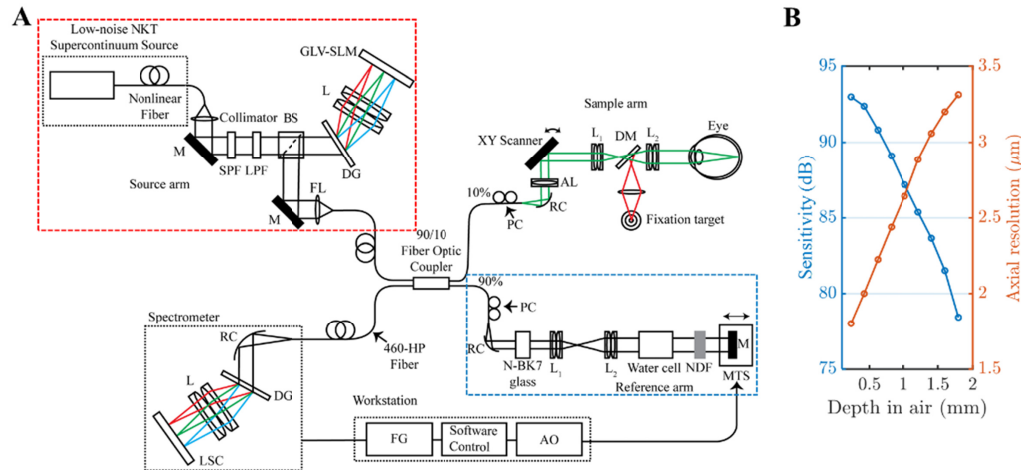 A
Low-noise NKT
Supercontinuum Source
Nonlinear
Fiber
Collimator
BS
GLV-SLM
L
M
SPF
LPF
DG
Source arm
M
FL
90/10
Fiber Optic
Coupler
10%
PC
RC
AL
XY Scanner
Sample arm
L1
DM
L2
Eye
Fixation target
90%
PC
RC
N-BK7
glass
L1
L2
Water cell
Reference arm
NDF
M
MTS
460-HP
Fiber
Spectrometer
RC
L
DG
LSC
Workstation
FG
Software
Control
AO
B
95
90
85
80
75
Sensitivity (dB)
3.5
3
2.5
2
1.5
Axial resolution (μm)
0.5
1
1.5
2
Depth in air (mm)